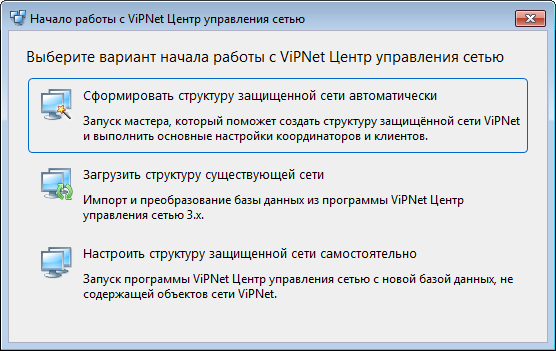 Начало работы с ViPNet Центр управления сетью
Выберите вариант начала работы с ViPNet Центр управления сетью
Сформировать структуру защищенной сети автоматически
Запуск мастера, который поможет создать структуру защищённой сети ViPNet
и выполнить основные настройки координаторов и клиентов.
Загрузить структуру существующей сети
Импорт и преобразование базы данных из программы ViPNet Центр
управления сетью 3.x.
Настроить структуру защищенной сети самостоятельно
Запуск программы ViPNet Центр управления сетью с новой базой данных, не
содержащей объектов сети ViPNet.